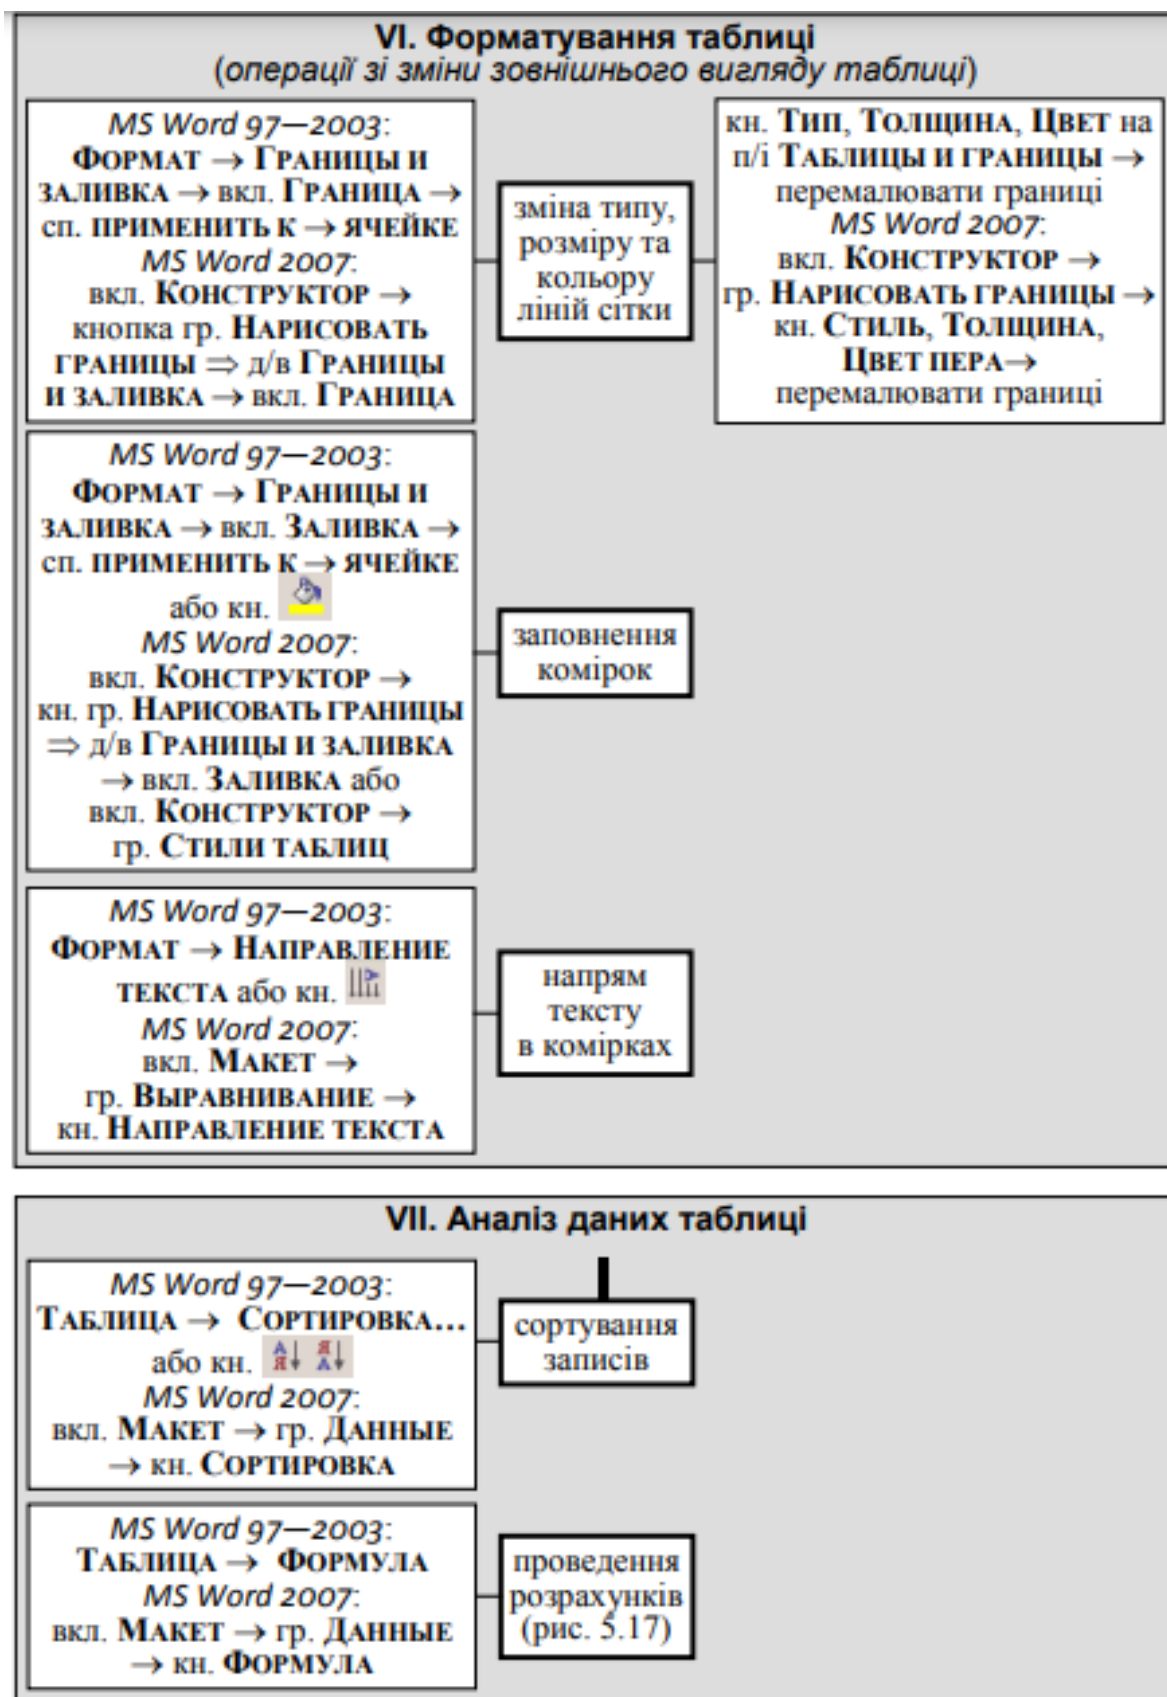 VI. Форматування таблиці
(операції зі зміни зовнішнього вигляду таблиці)
MS Word 97—2003:
ФОРМАТ → ГРАНИЦЫ И
ЗАЛИВКА → вкл. ГРАНИЦА →
сп. ПРИМЕНИТЬ К → ЯЧЕЙКЕ
MS Word 2007:
вкл. КОНСТРУКТОР →
кнопка гр. НАРИСОВАТЬ
ГРАНИЦЫ ⇒ д/в ГРАНИЦЫ
И ЗАЛИВКА → вкл. ГРАНИЦА
зміна типу,
розміру та
кольору
ліній сітки
кн. ТИП, ТОЛЩИНА, ЦВЕТ на
п/і ТАБЛИЦЫ И ГРАНИЦЫ →
перемалювати границі
MS Word 2007:
вкл. КОНСТРУКТОР →
гр. НАРИСОВАТЬ ГРАНИЦЫ →
кн. СТИЛЬ, ТОЛЩИНА,
ЦВЕТ ПЕРА→
перемалювати границі
MS Word 97—2003:
ФОРМАТ → ГРАНИЦЫ И
ЗАЛИВКА → вкл. ЗАЛИВКА →
сп. ПРИМЕНИТЬ К → ЯЧЕЙКЕ
або кн.
MS Word 2007:
вкл. КОНСТРУКТОР →
кн. гр. НАРИСОВАТЬ ГРАНИЦЫ
⇒ д/в ГРАНИЦЫ И ЗАЛИВКА
→ вкл. ЗАЛИВКА або
вкл. КОНСТРУКТОР →
гр. СТИЛИ ТАБЛИЦ
заповнення
комірок
MS Word 97—2003:
ФОРМАТ → НАПРАВЛЕНИЕ
ТЕКСТА або кн.
MS Word 2007:
вкл. МАКЕТ →
гр. ВЫРАВНИВАНИЕ →
кн. НАПРАВЛЕНИЕ ТЕКСТА
напрям
тексту
в комірках
VII. Аналіз даних таблиці
MS Word 97—2003:
ТАБЛИЦА → СОРТИРОВКА...
або кн. А Я↓ Я А↓
MS Word 2007:
вкл. МАКЕТ → гр. ДАННЫЕ
→ кн. СОРТИРОВКА
сортування
записів
MS Word 97—2003:
ТАБЛИЦА → ФОРМУЛА
MS Word 2007:
вкл. МАКЕТ → гр. ДАННЫЕ
→ кн. ФОРМУЛА
проведення
розрахунків
(рис. 5.17)